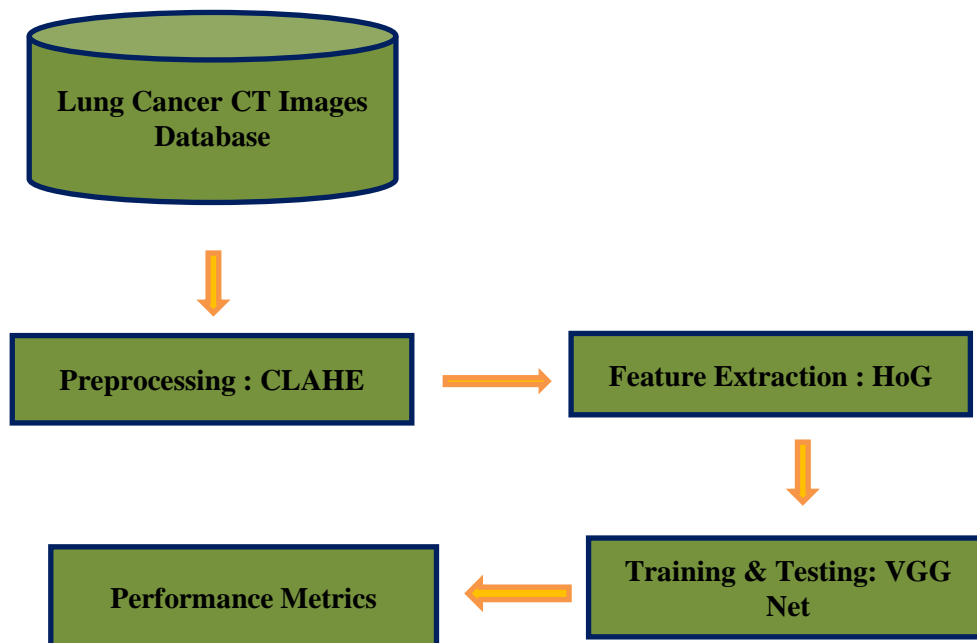 Lung Cancer CT Images
Database
Preprocessing : CLAHE
Feature Extraction : HoG
Training & Testing: VGG
Net
Performance Metrics